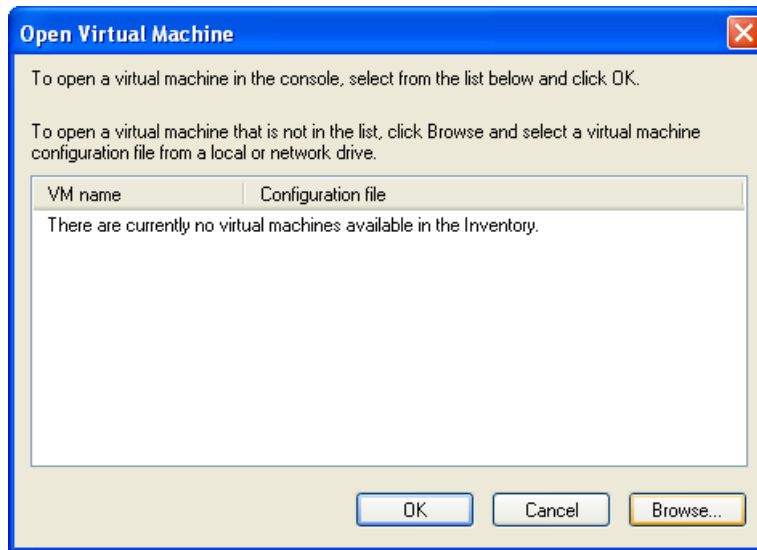 Open Virtual Machine
To open a virtual machine in the console, select from the list below and click OK.
To open a virtual machine that is not in the list, click Browse and select a virtual machine
configuration file from a local or network drive.
VM name Configuration file
There are currently no virtual machines available in the Inventory.
OK Cancel Browse...